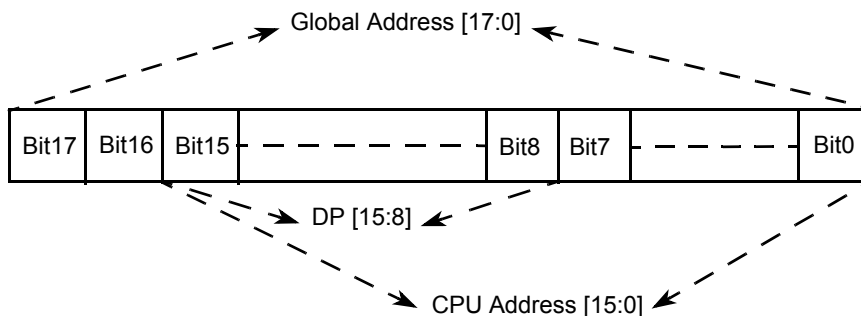 Global Address [17:0]
Bit17 Bit16 Bit15 Bit8 Bit7 Bit0
DP [15:8]
CPU Address [15:0]